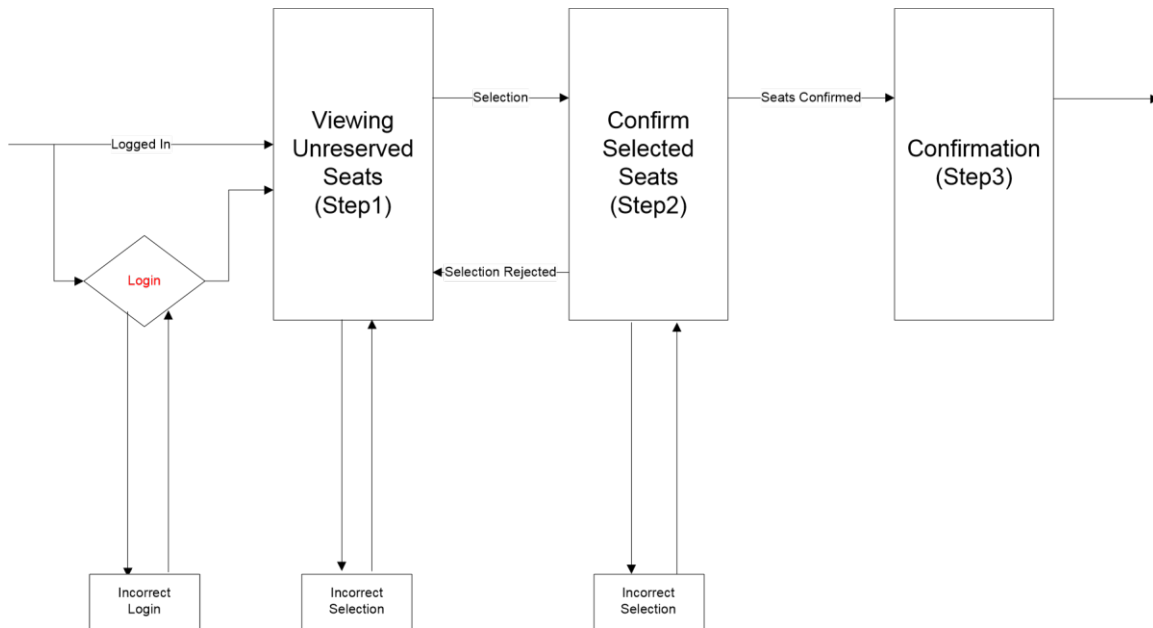 Selection
Seats Confirmed
Logged In
Viewing
Unreserved
Seats
(Step1)
Confirm
Selected
Seats
(Step2)
Confirmation
(Step3)
Login
Selection Rejected
Incorrect
Login
Incorrect
Selection
Incorrect
Selection